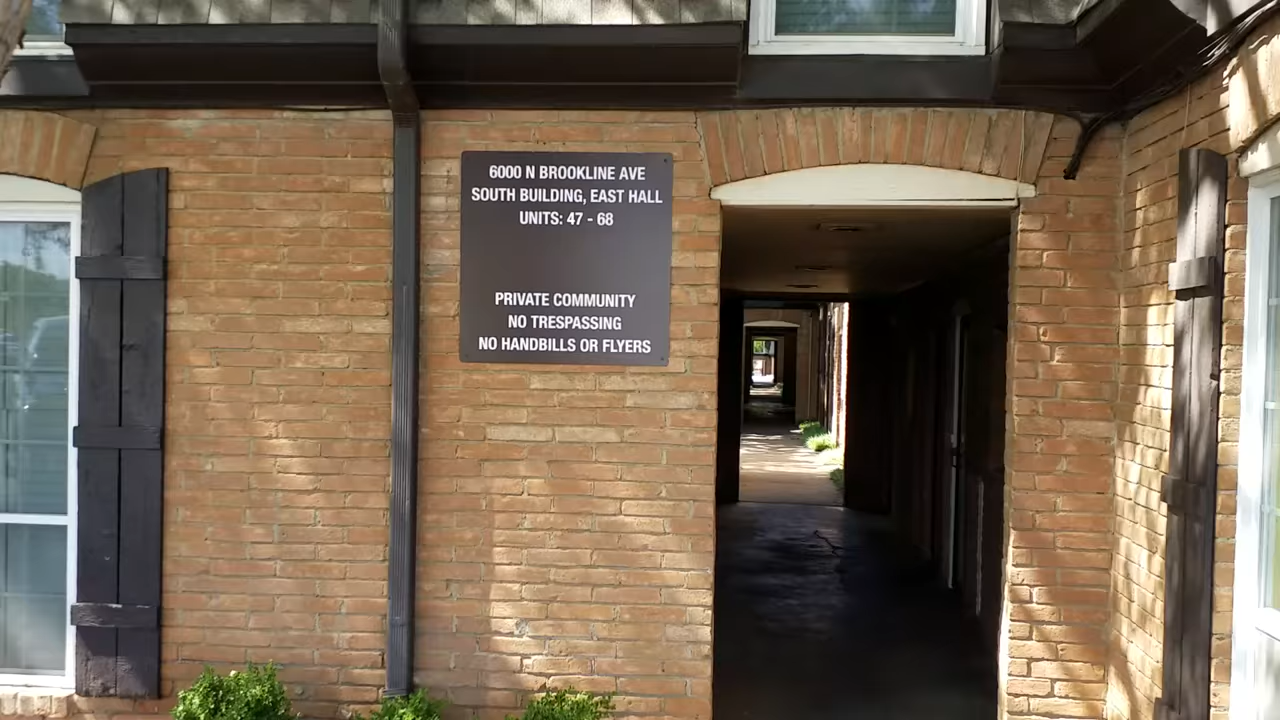 6000 N BROOKLINE AVE
SOUTH BUILDING, EAST HALL
UNITS: 47 - 68
PRIVATE COMMUNITY
NO TRESPASSING
NO HANDBILLS OR FLYERS